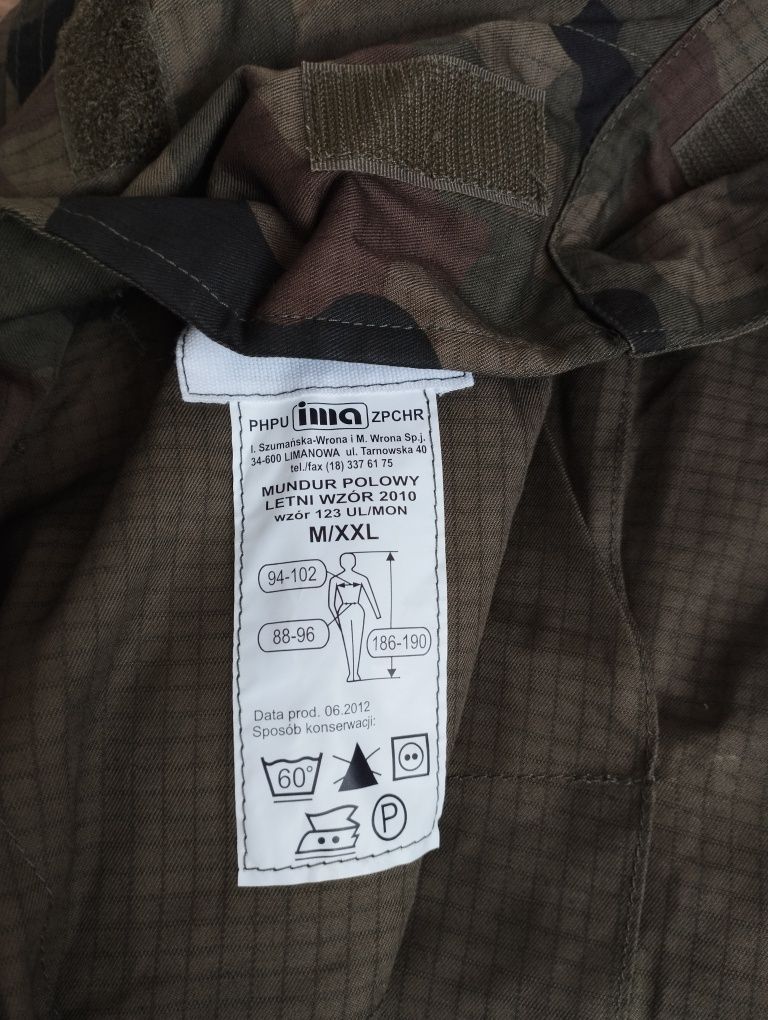 PHPU ima ZPCHR
I. Szumańska-Wrona i M. Wrona Sp.j.
34-600 LIMANOWA ul. Tarnowska 40
tel./fax (18) 337 61 75
MUNDUR POLOWY
LETNI WZÓR 2010
wzór 123 UL/MON
M/XXL
94-102
88-96
186-190
Data prod. 06.2012
Sposób konserwacji:
60°
P